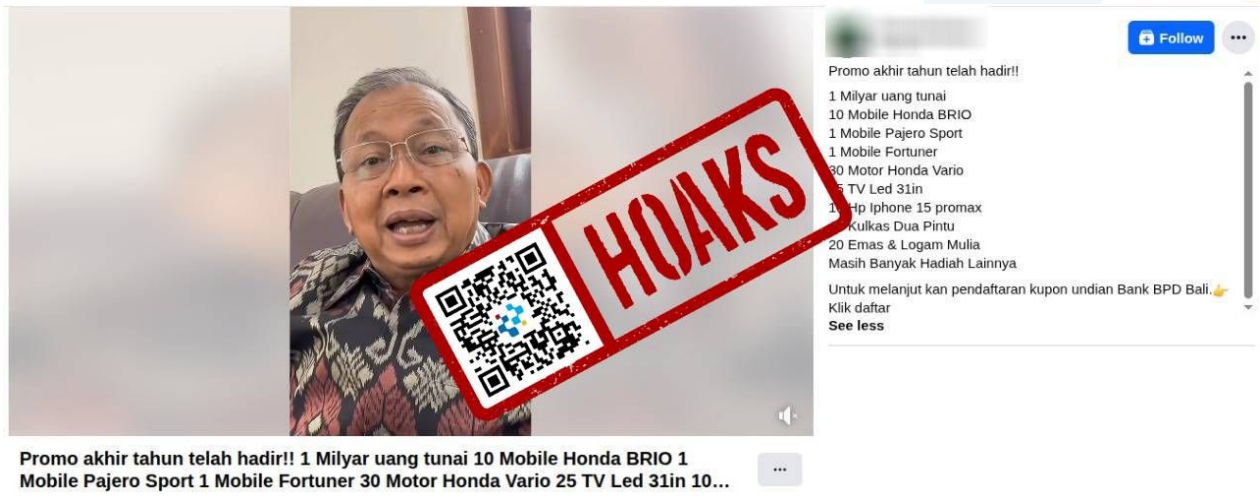 Follow
Promo akhir tahun telah hadir!!
1 Milyar uang tunai
10 Mobile Honda BRIO
1 Mobile Pajero Sport
1 Mobile Fortuner
30 Motor Honda Vario
TV Led 31in
Hp Iphone 15 promax
Kulkas Dua Pintu
20 Emas & Logam Mulia
Masih Banyak Hadiah Lainnya
Untuk melanjut kan pendaftaran kupon undian Bank BPD Bali.👉
Klik daftar
See less
HOAKS
Promo akhir tahun telah hadir!! 1 Milyar uang tunai 10 Mobile Honda BRIO 1
Mobile Pajero Sport 1 Mobile Fortuner 30 Motor Honda Vario 25 TV Led 31in 10...